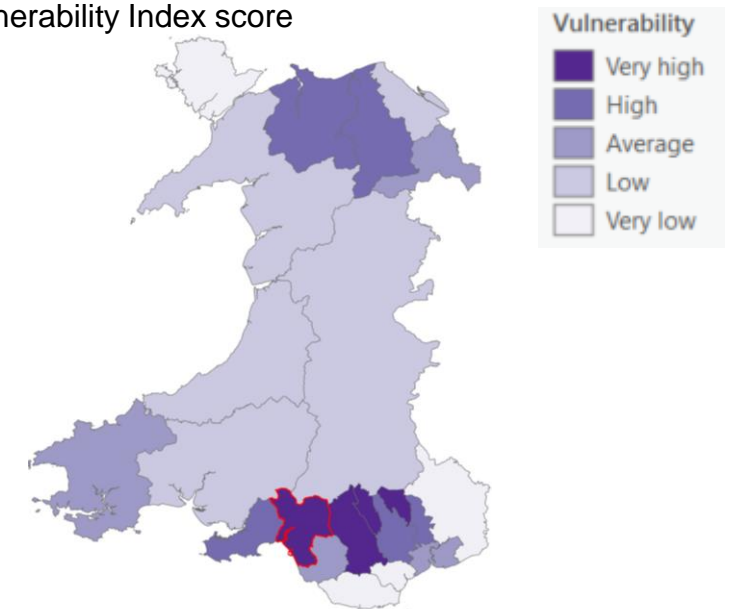 nerability Index score
Vulnerability
Very high
High
Average
Low
Very low